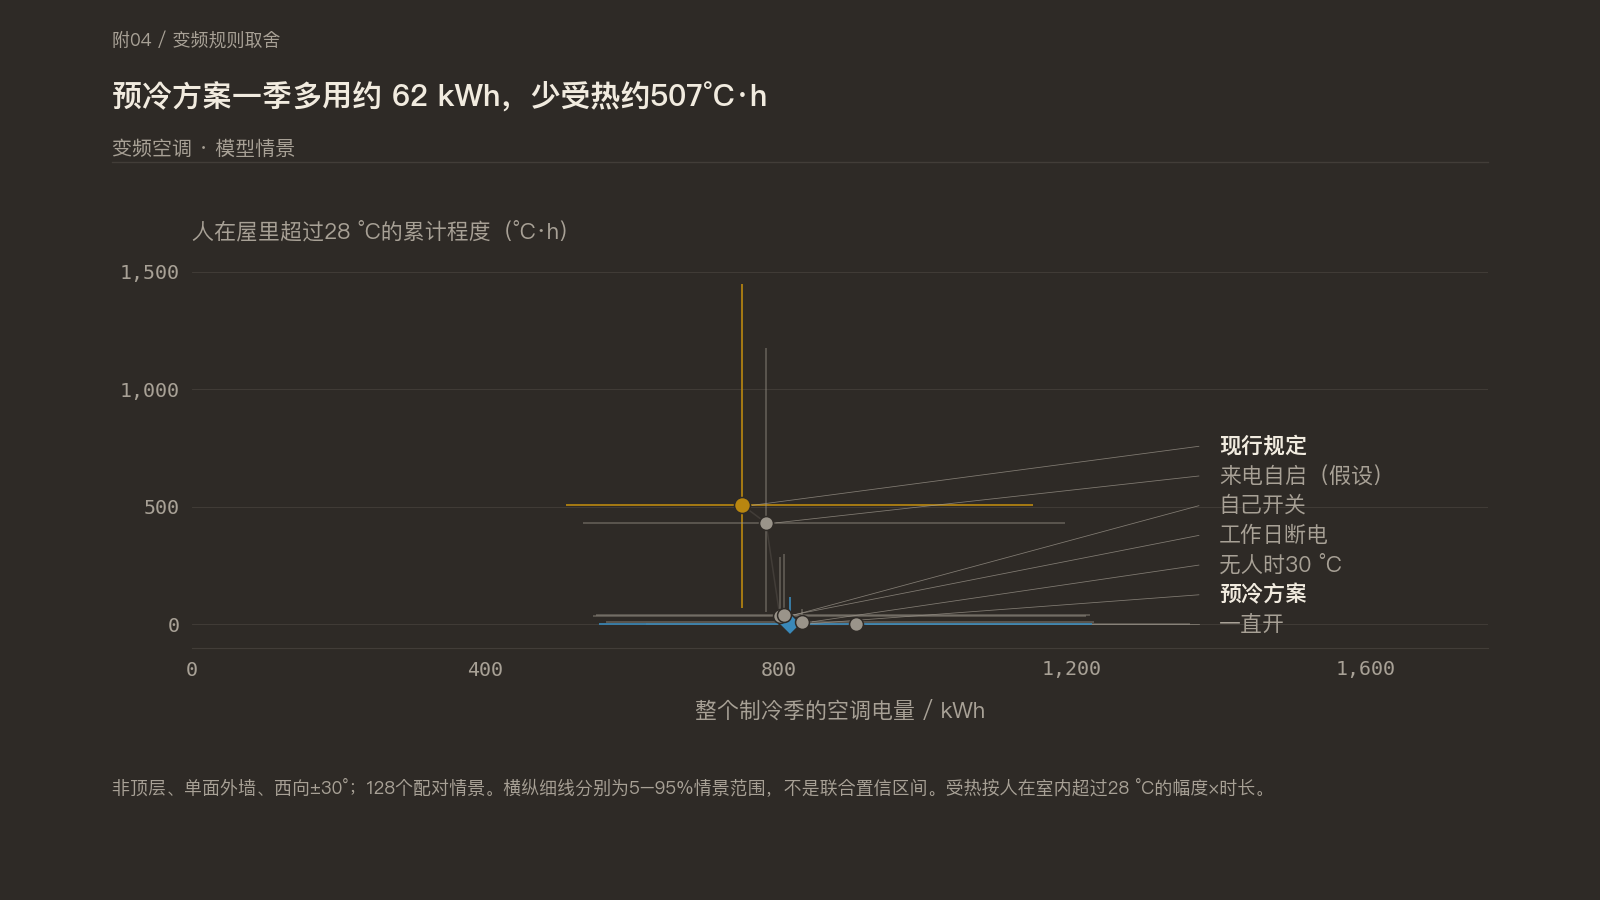 附04 / 变频规则取舍
预冷方案一季多用约 62 kWh，少受热约507°C·h
变频空调 · 模型情景
人在屋里超过28 °C的累计程度（°C·h）
1,500
1,000
500
0
现行规定
来电自启（假设）
自己开关
工作日断电
无人时30 °C
预冷方案
一直开
0
400
800
1,200
1,600
整个制冷季的空调电量 / kWh
非顶层、单面外墙、西向±30°；128个配对情景。横纵细线分别为5—95%情景范围，不是联合置信区间。受热按人在室内超过28 °C的幅度×时长。